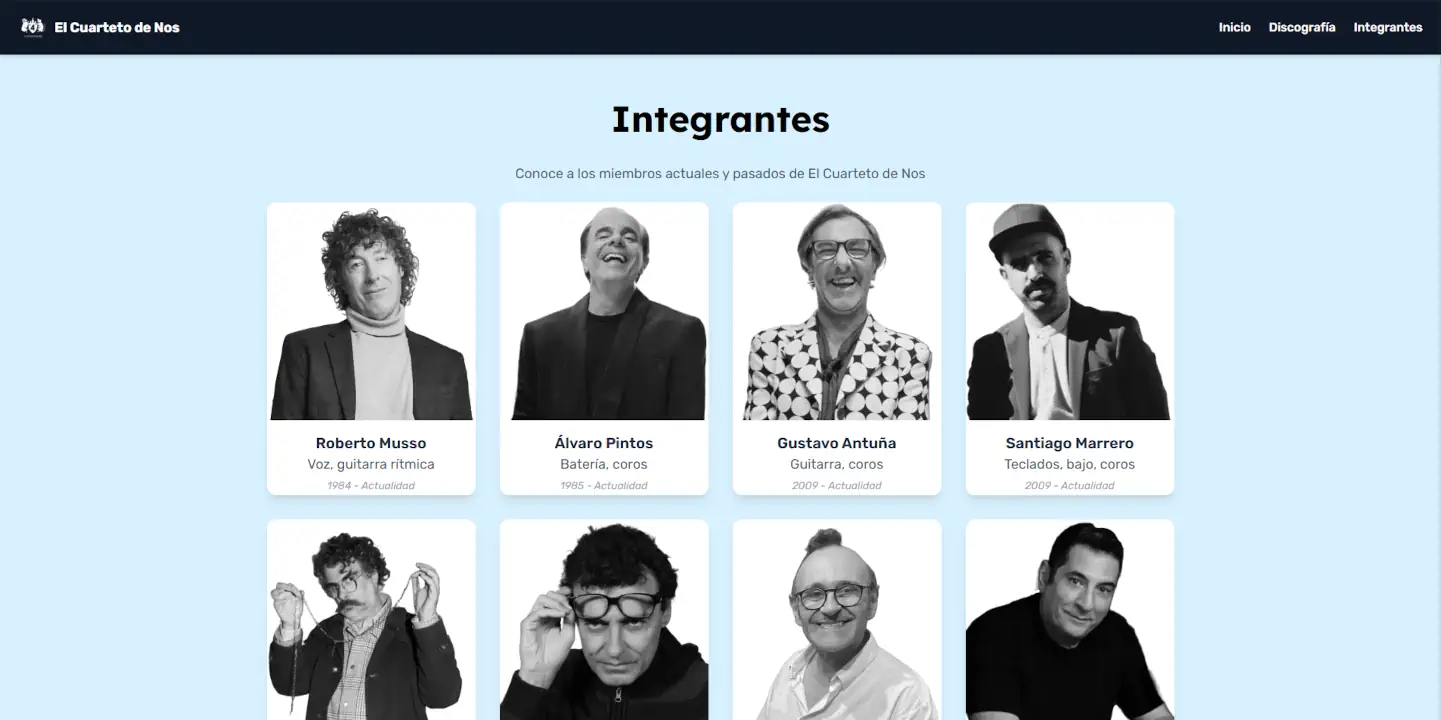 El Cuarteto de Nos
Inicio Discografía Integrantes
Integrantes
Conoce a los miembros actuales y pasados de El Cuarteto de Nos
Roberto Musso
Voz, guitarra rítmica
1984 - Actualidad
Álvaro Pintos
Batería, coros
1985 - Actualidad
Gustavo Antuña
Guitarra, coros
2009 - Actualidad
Santiago Marrero
Teclados, bajo, coros
2009 - Actualidad